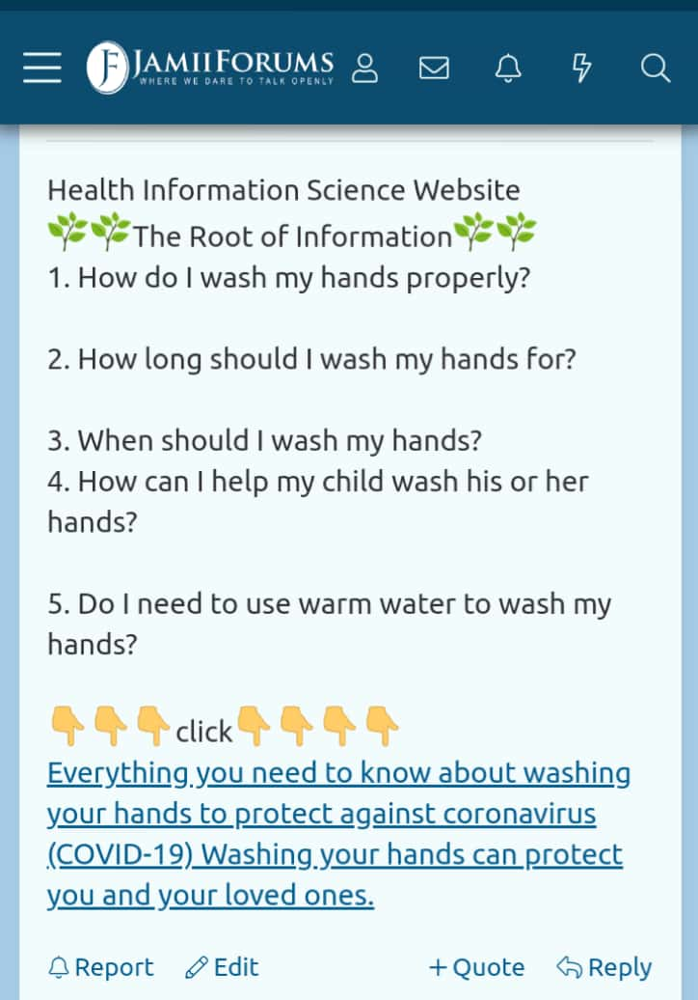 JAMIIFORUMS
WHERE WE DARE TO TALK OPENLY
Health Information Science Website
🌿🌿The Root of Information🌿🌿
1. How do I wash my hands properly?
2. How long should I wash my hands for?
3. When should I wash my hands?
4. How can I help my child wash his or her
hands?
5. Do I need to use warm water to wash my
hands?
👇👇👇click👇👇👇👇
Everything you need to know about washing
your hands to protect against coronavirus
(COVID-19) Washing your hands can protect
you and your loved ones.
Report Edit +Quote Reply